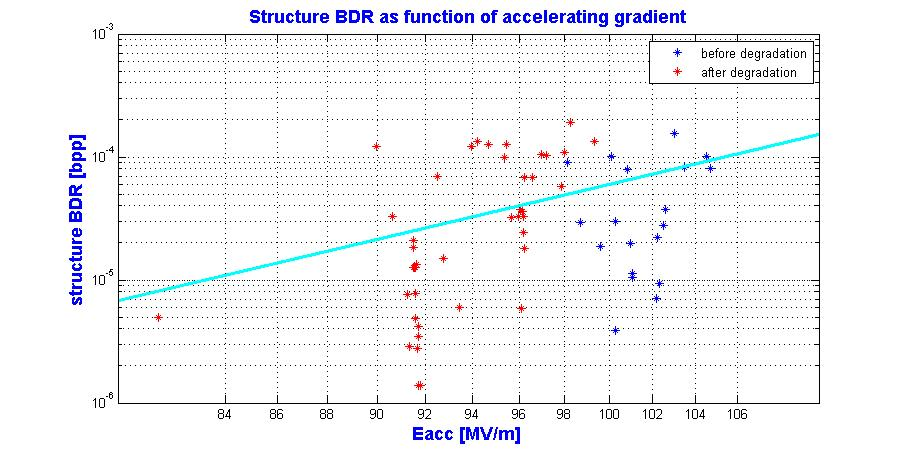 Structure BDR as function of accelerating gradient
before degradation
after degradation
structure BDR [bpp]
10^-3
10^-4
10^-5
10^-6
84 86 88 90 92 94 96 98 100 102 104 106
Eacc [MV/m]